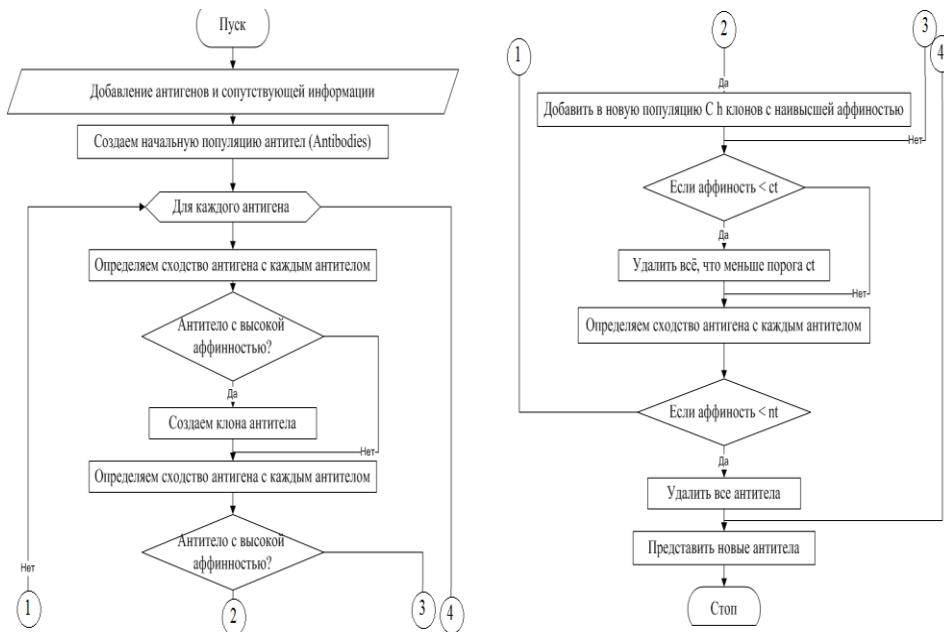 Пуск
Добавление антигенов и сопутствующей информации
Создаем начальную популяцию антител (Antibodies)
Для каждого антигена
Определяем сходство антигена с каждым антителом
Антитело с высокой
аффинностью?
Да
Создаем клона антитела
Нет
Определяем сходство антигена с каждым антителом
Антитело с высокой
аффинностью?
Нет
1
2
3
4
1
2
3
4
Да
Добавить в новую популяцию C h клонов с наивысшей аффиностью
Нет
Если аффиность < ct
Да
Удалить всё, что меньше порога ct
Нет
Определяем сходство антигена с каждым антителом
Если аффиность < nt
Да
Удалить все антитела
Представить новые антитела
Стоп